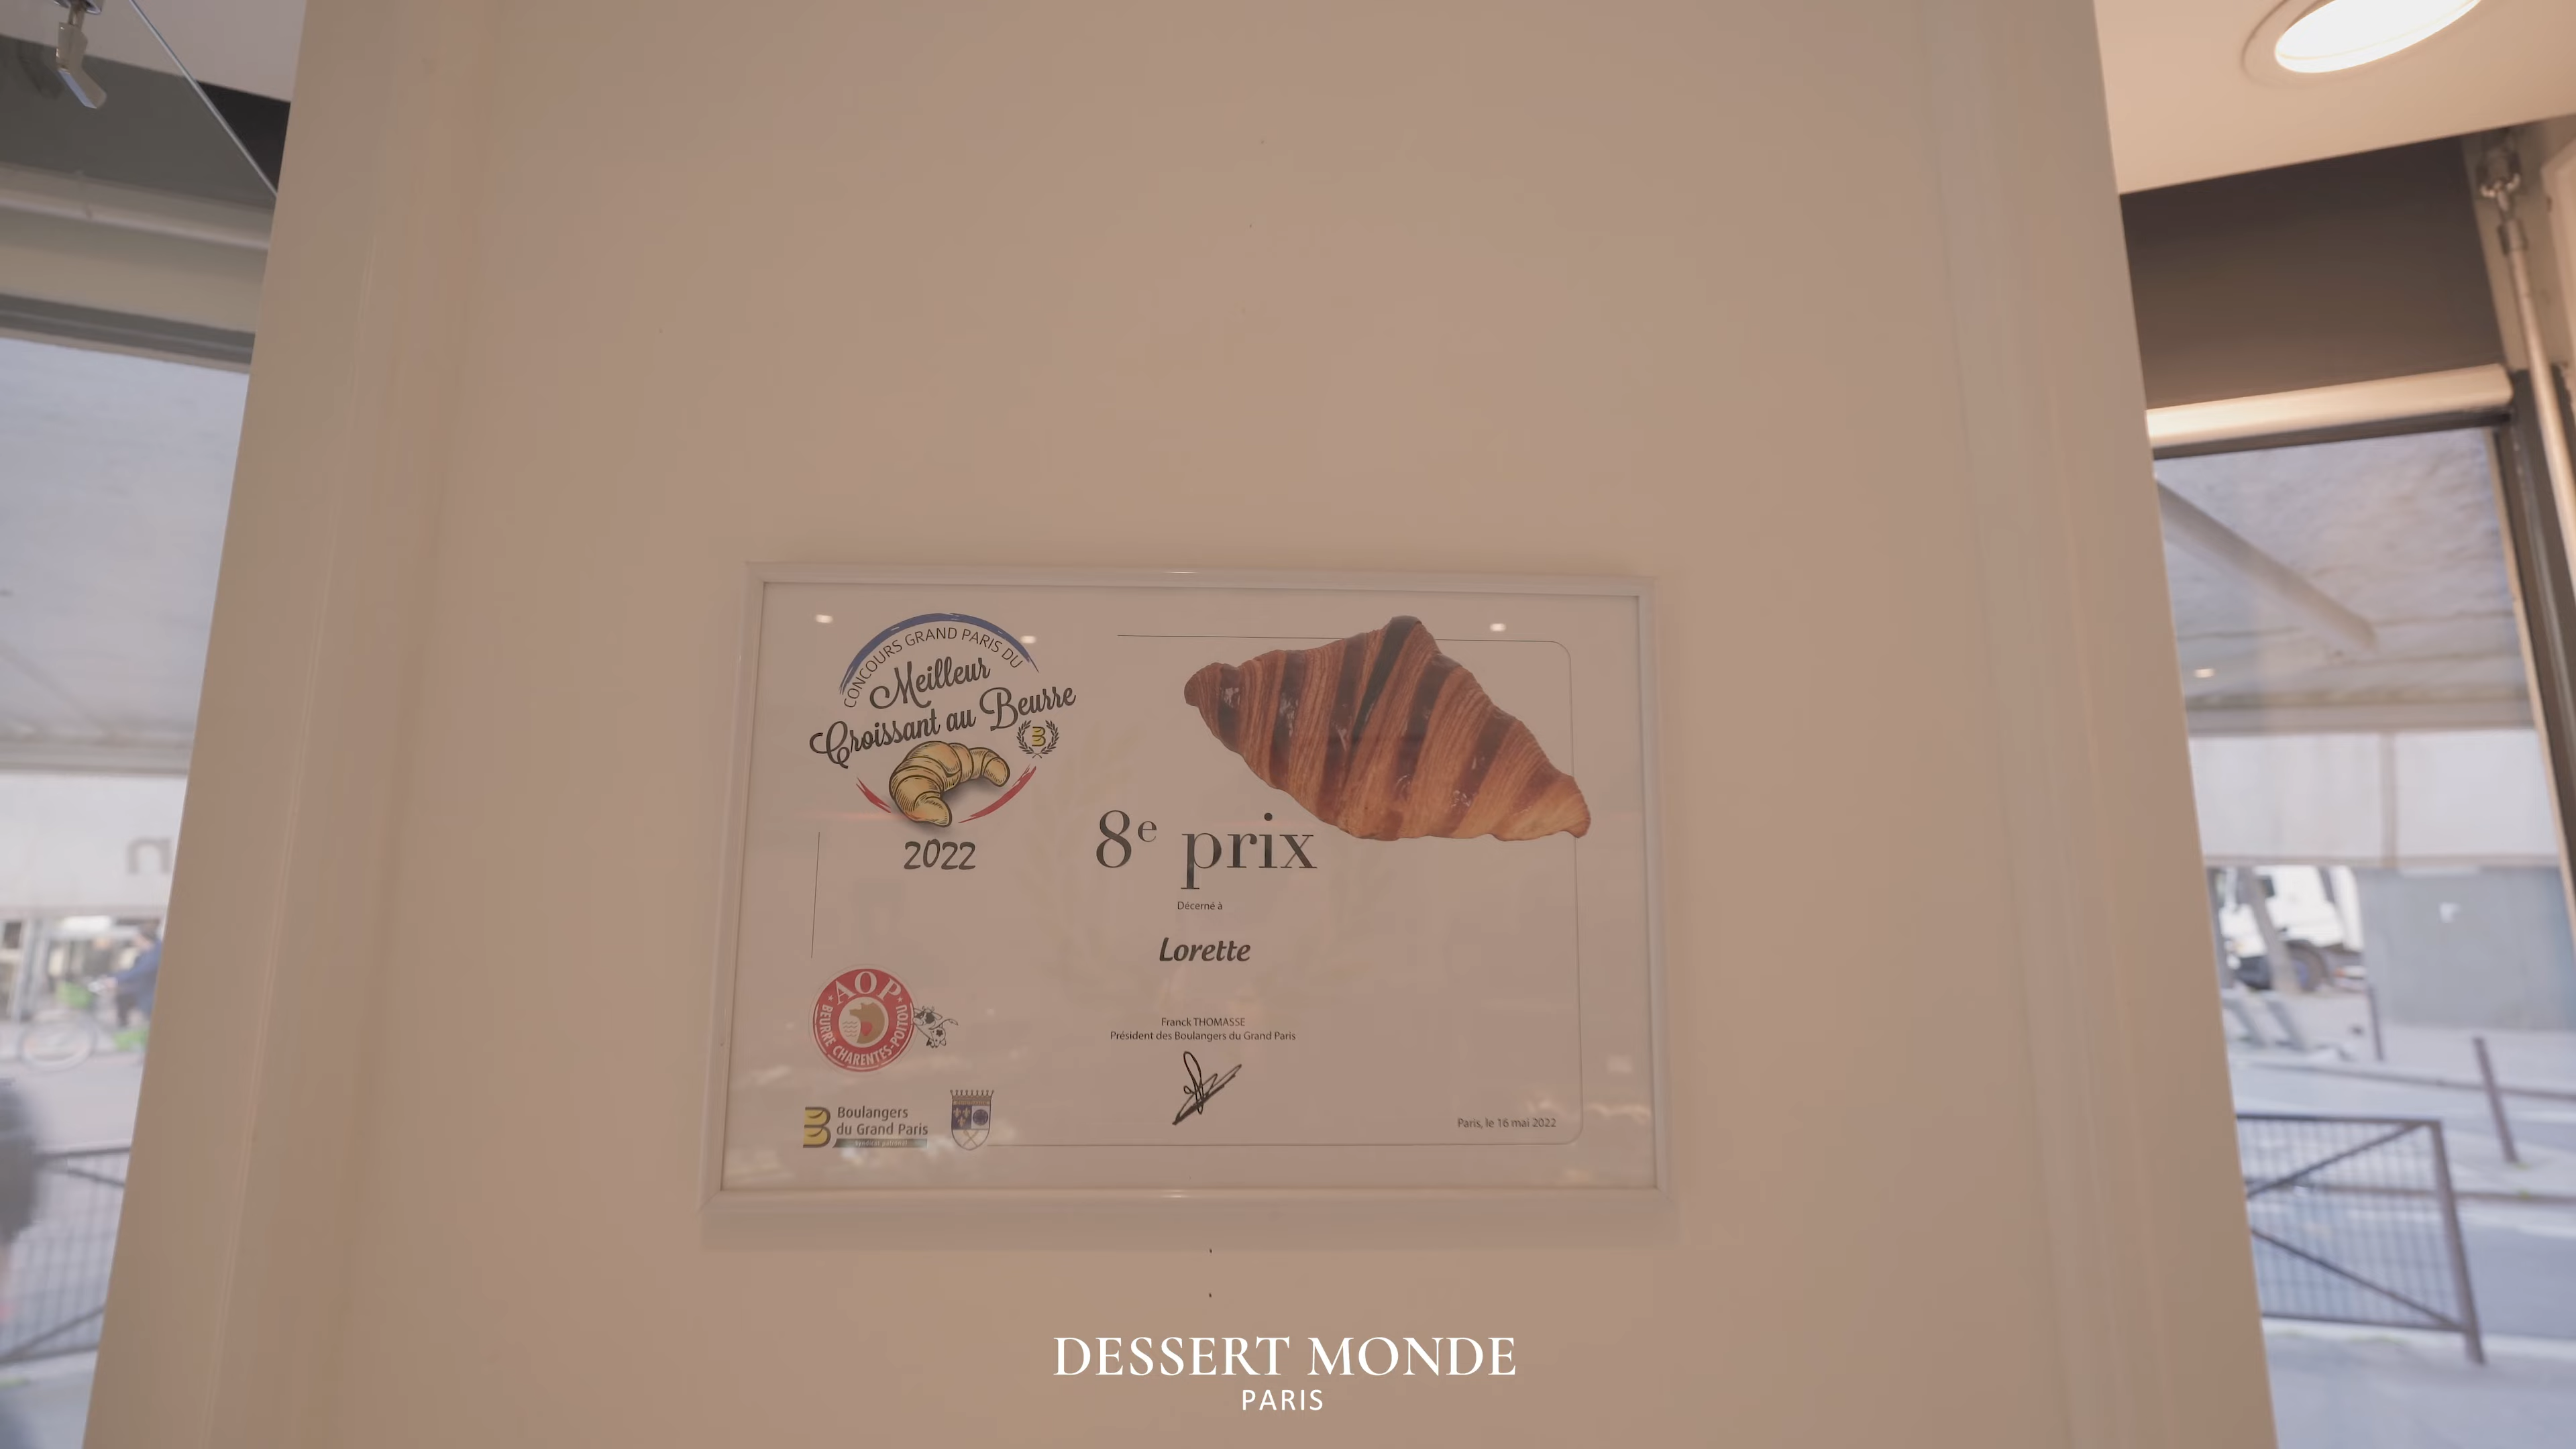 CONCOURS GRAND PARIS DU
Meilleur
Croissant au Beurre
2022
8e prix
Décerné à
Lorette
Franck THOMASSE
Président des Boulangers du Grand Paris
AOP
BEURRE CHARENTES-POITOU
Boulangers
du Grand Paris
Paris, le 16 mai 2022
n
DESSERT MONDE
PARIS